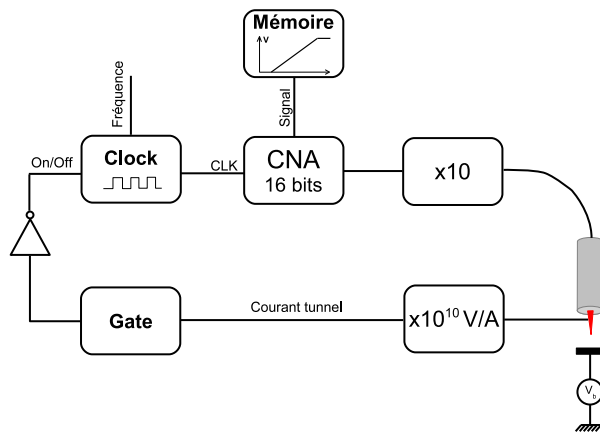 Mémoire
V
Fréquence
Signal
On/Off
Clock
CLK
CNA
16 bits
x10
Gate
Courant tunnel
x10¹⁰ V/A
V_b